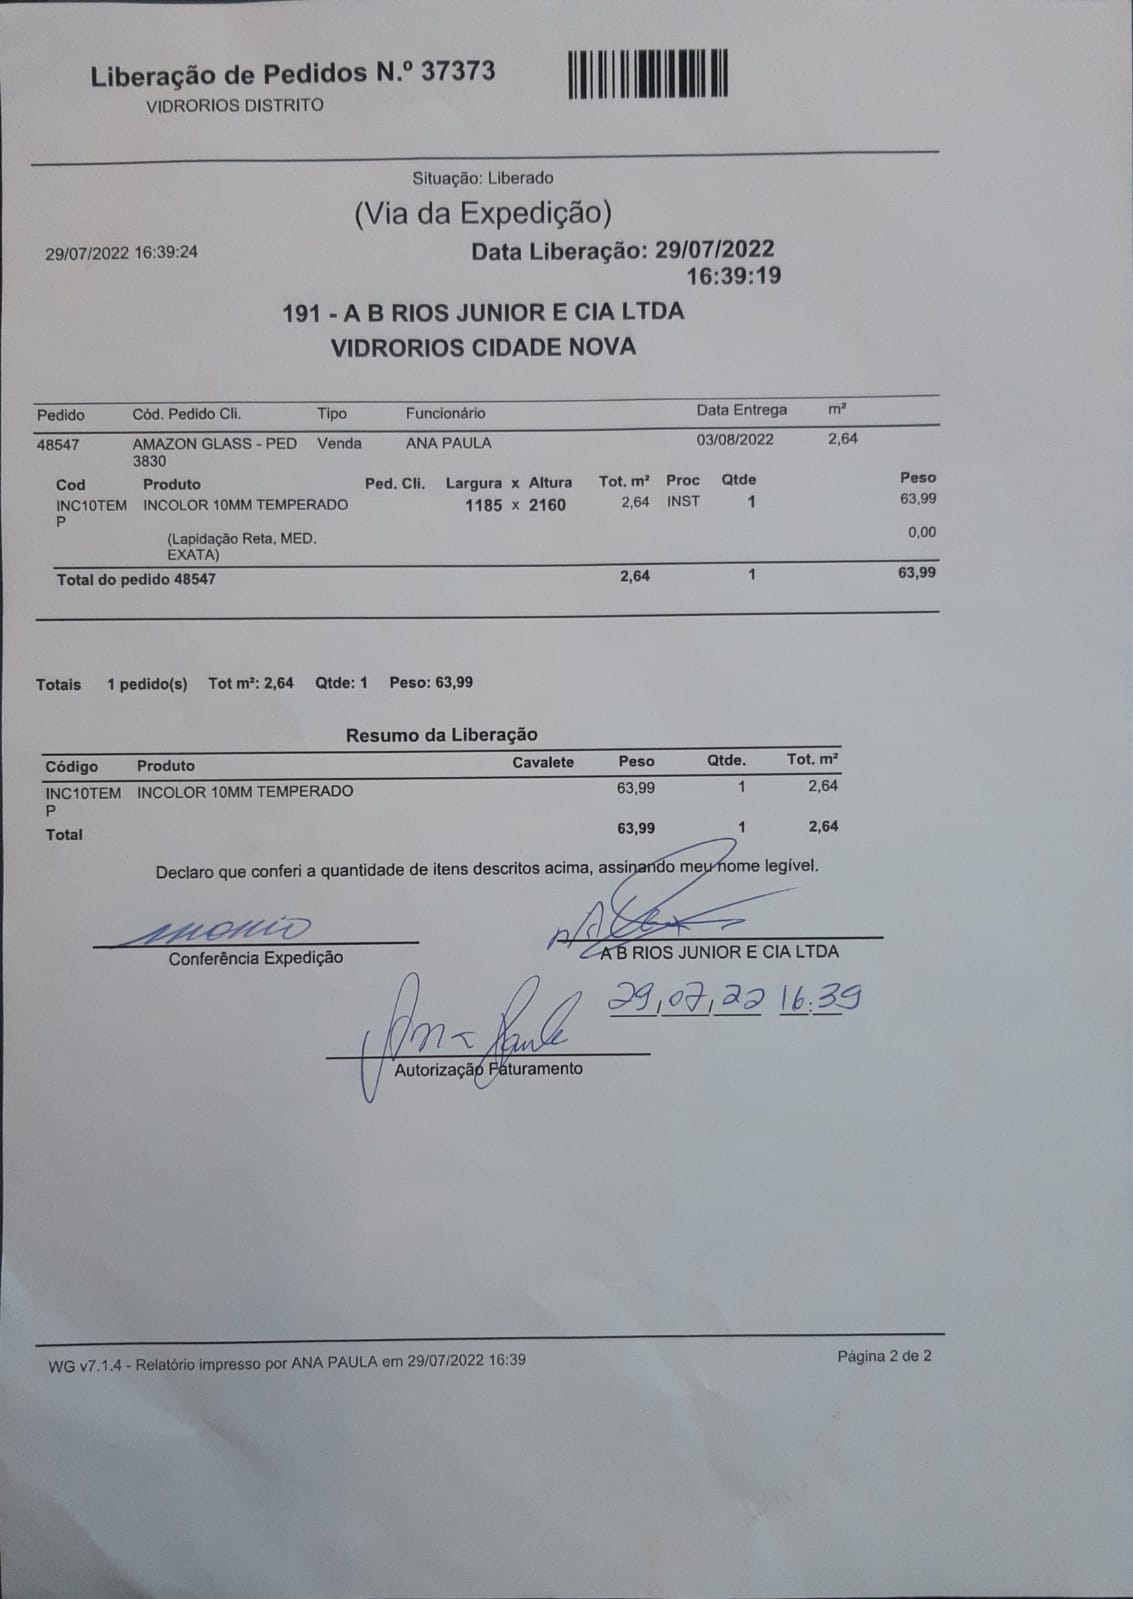 Liberação de Pedidos N.º 37373
VIDRORIOS DISTRITO
Situação: Liberado
(Via da Expedição)
29/07/2022 16:39:24
Data Liberação: 29/07/2022
16:39:19
191 - A B RIOS JUNIOR E CIA LTDA
VIDRORIOS CIDADE NOVA
Pedido Cód. Pedido Cli. Tipo Funcionário Data Entrega m²
48547 AMAZON GLASS - PED Venda ANA PAULA 03/08/2022 2,64
3830
Cod Produto Ped. Cli. Largura x Altura Tot. m² Proc Qtde Peso
INC10TEM INCOLOR 10MM TEMPERADO 1185 x 2160 2,64 INST 1 63,99
P
(Lapidação Reta, MED. 0,00
EXATA)
Total do pedido 48547 2,64 1 63,99
Totais 1 pedido(s) Tot m²: 2,64 Qtde: 1 Peso: 63,99
Resumo da Liberação
Código Produto Cavalete Peso Qtde. Tot. m²
INC10TEM INCOLOR 10MM TEMPERADO 63,99 1 2,64
P
Total 63,99 1 2,64
Declaro que conferi a quantidade de itens descritos acima, assinando meu nome legível.
Conferência Expedição
A B RIOS JUNIOR E CIA LTDA
29,07,22 16:39
Ana Paula
Autorização Faturamento
WG v7.1.4 - Relatório impresso por ANA PAULA em 29/07/2022 16:39
Página 2 de 2